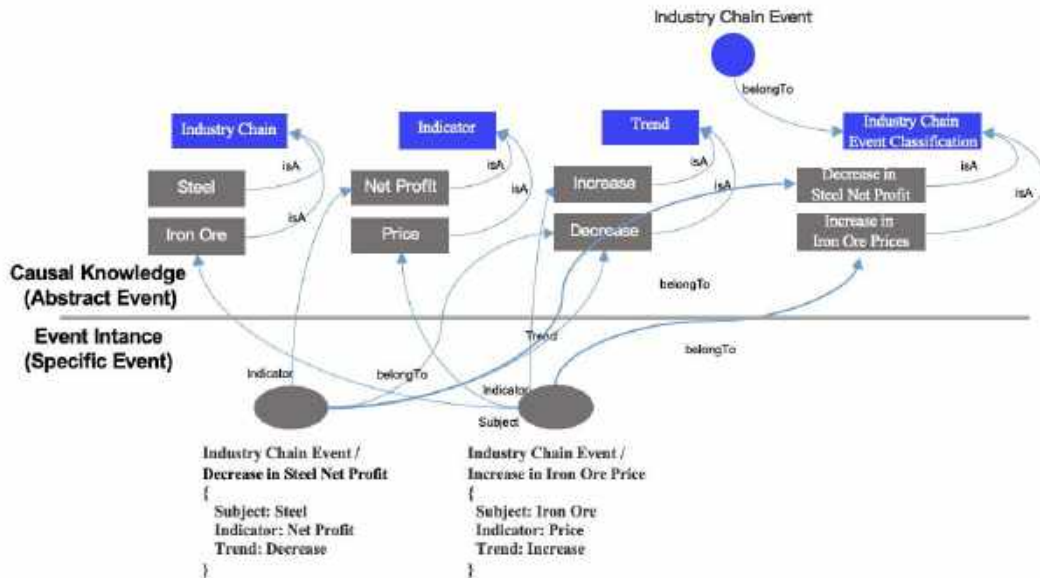 Industry Chain Event
belongTo
Industry Chain
Indicator
Trend
Industry Chain
Event Classification
isA
isA
isA
isA
Steel
Net Profit
Increase
Decrease in
Steel Net Profit
isA
isA
isA
isA
Iron Ore
Price
Decrease
Increase in
Iron Ore Prices
Causal Knowledge
(Abstract Event)
belongTo
Event Intance
(Specific Event)
Trend
belongTo
Indicator
belongTo
Indicator
Subject
Industry Chain Event /
Decrease in Steel Net Profit
{
Subject: Steel
Indicator: Net Profit
Trend: Decrease
}
Industry Chain Event /
Increase in Iron Ore Price
{
Subject: Iron Ore
Indicator: Price
Trend: Increase
}